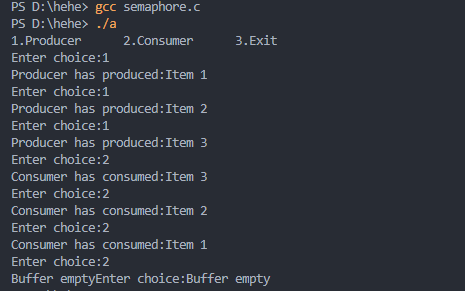 PS D:\hehe> gcc semaphore.c
PS D:\hehe> ./a
1.Producer      2.Consumer      3.Exit
Enter choice:1
Producer has produced:Item 1
Enter choice:1
Producer has produced:Item 2
Enter choice:1
Producer has produced:Item 3
Enter choice:2
Consumer has consumed:Item 3
Enter choice:2
Consumer has consumed:Item 2
Enter choice:2
Consumer has consumed:Item 1
Enter choice:2
Buffer emptyEnter choice:Buffer empty